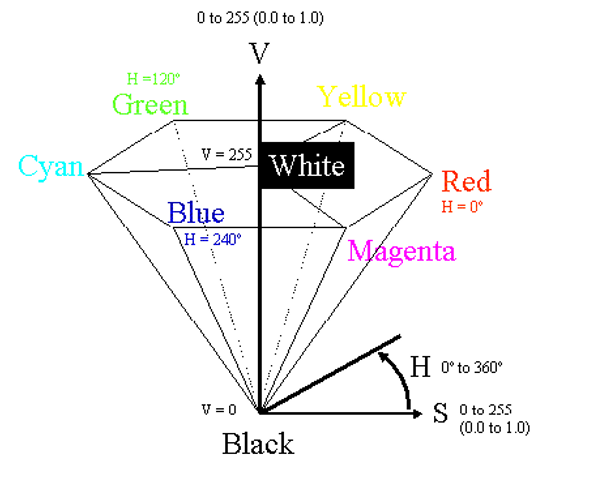 0 to 255 (0.0 to 1.0)
V
H =120°
Green
Yellow
Cyan
V = 255
White
Red
H = 0°
Blue
H = 240°
Magenta
H 0° to 360°
V = 0
S 0 to 255
(0.0 to 1.0)
Black